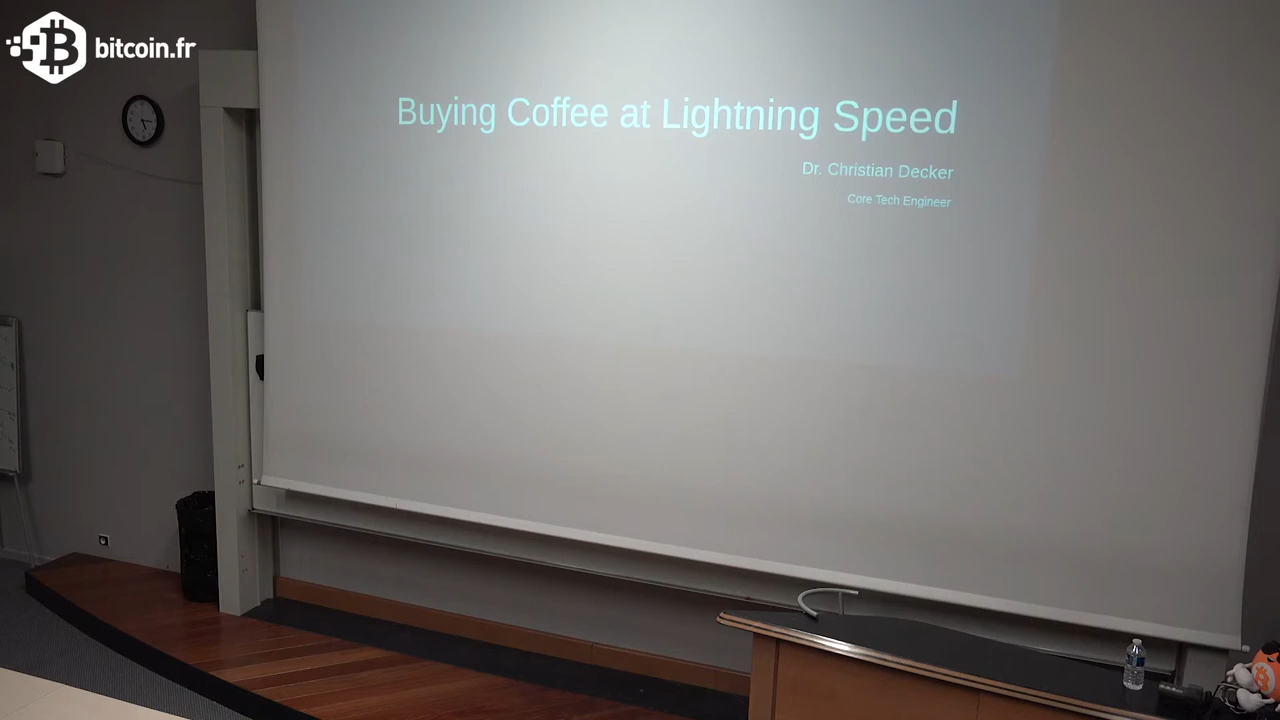 bitcoin.fr
Buying Coffee at Lightning Speed
Dr. Christian Decker
Core Tech Engineer